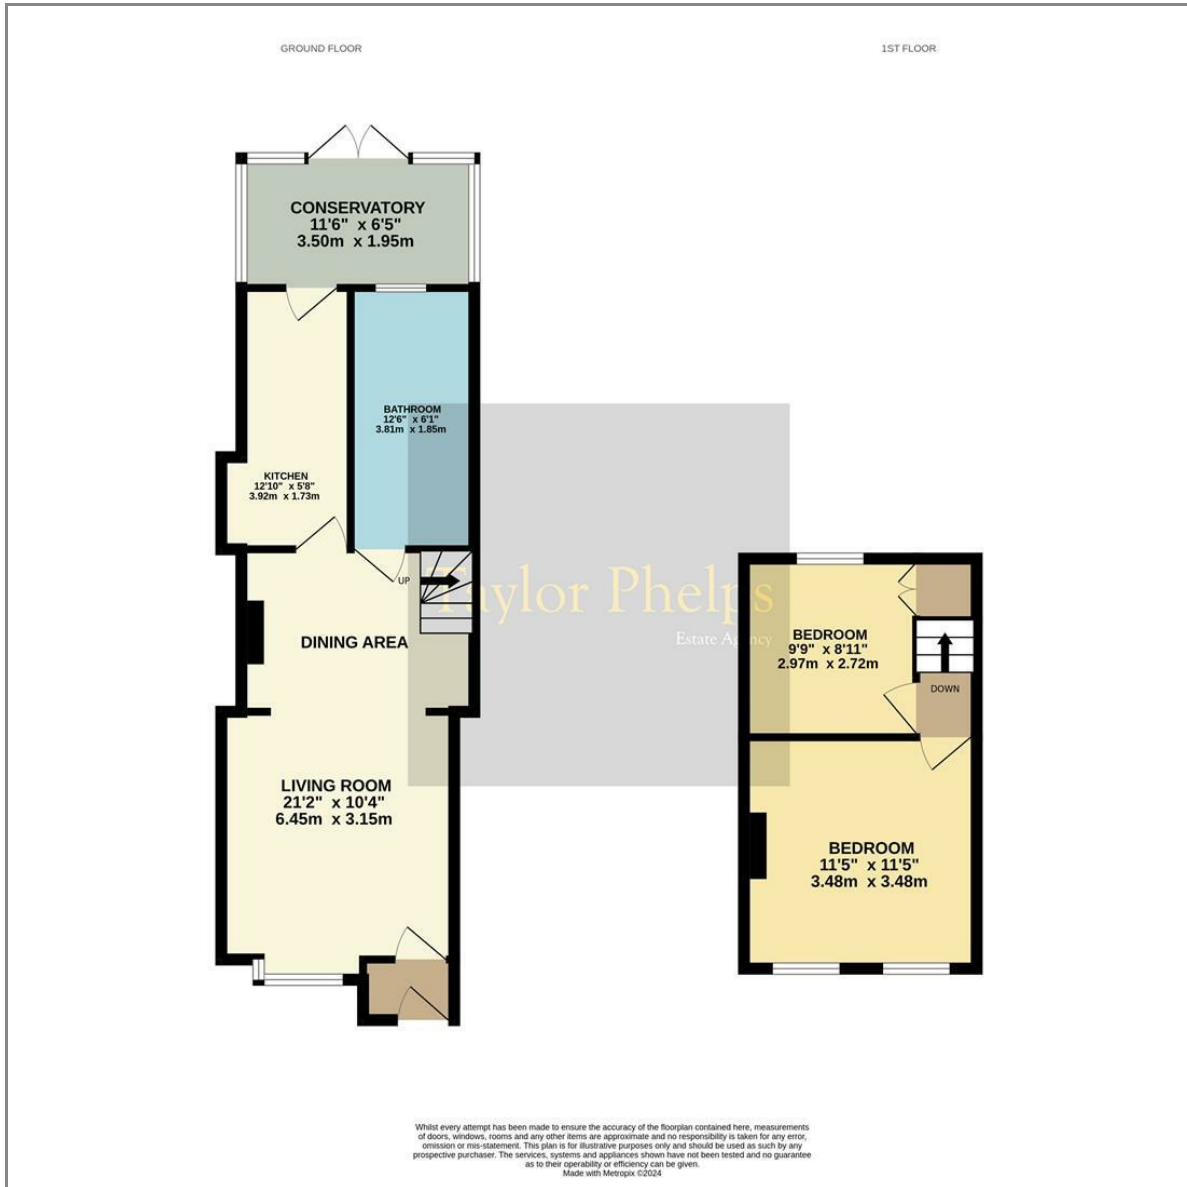 GROUND FLOOR
1ST FLOOR
CONSERVATORY
11'6" x 6'5"
3.50m x 1.95m
BATHROOM
12'6" x 6'1"
3.81m x 1.85m
KITCHEN
12'10" x 5'8"
3.92m x 1.73m
UP
Taylor Phelps
Estate Agency
DINING AREA
BEDROOM
9'9" x 8'11"
2.97m x 2.72m
DOWN
LIVING ROOM
21'2" x 10'4"
6.45m x 3.15m
BEDROOM
11'5" x 11'5"
3.48m x 3.48m
Whilst every attempt has been made to ensure the accuracy of the floorplan contained here, measurements
of doors, windows, rooms and any other items are approximate and no responsibility is taken for any error,
omission or mis-statement. This plan is for illustrative purposes only and should be used as such by any
prospective purchaser. The services, systems and appliances shown have not been tested and no guarantee
as to their operability or efficiency can be given.
Made with Metropix ©2024